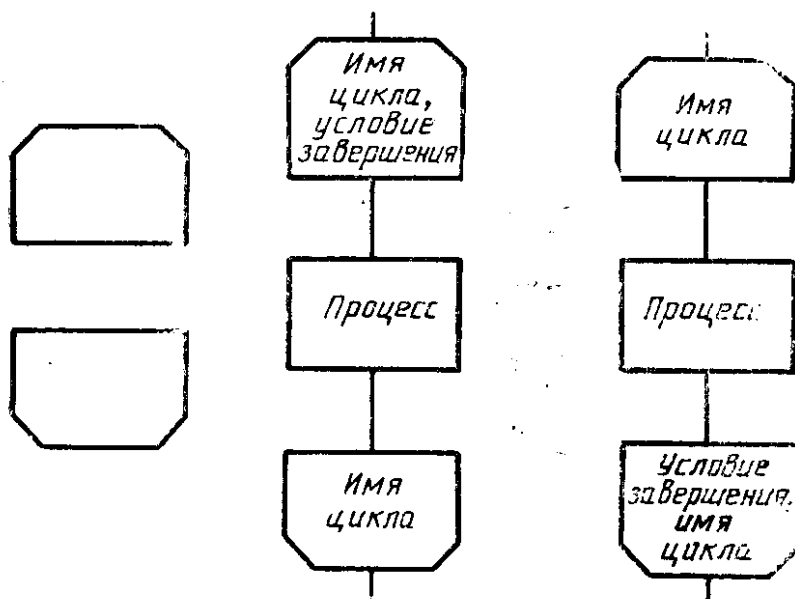 Имя
цикла,
условие
завершения
Процесс
Имя
цикла
Имя
цикла
Процесс
Условие
завершения,
имя
цикла